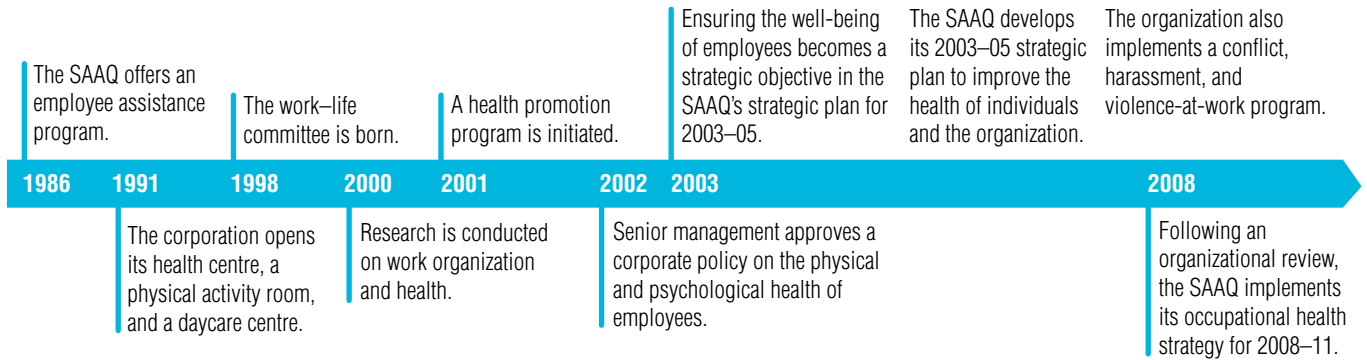 The SAAQ offers an
employee assistance
program.
The work–life
committee is born.
A health promotion
program is initiated.
Ensuring the well-being
of employees becomes a
strategic objective in the
SAAQ's strategic plan for
2003–05.
The SAAQ develops
its 2003–05 strategic
plan to improve the
health of individuals
and the organization.
The organization also
implements a conflict,
harassment, and
violence-at-work program.
1986 1991 1998 2000 2001 2002 2003 2008
The corporation opens
its health centre, a
physical activity room,
and a daycare centre.
Research is conducted
on work organization
and health.
Senior management approves a
corporate policy on the physical
and psychological health of
employees.
Following an
organizational review,
the SAAQ implements
its occupational health
strategy for 2008–11.